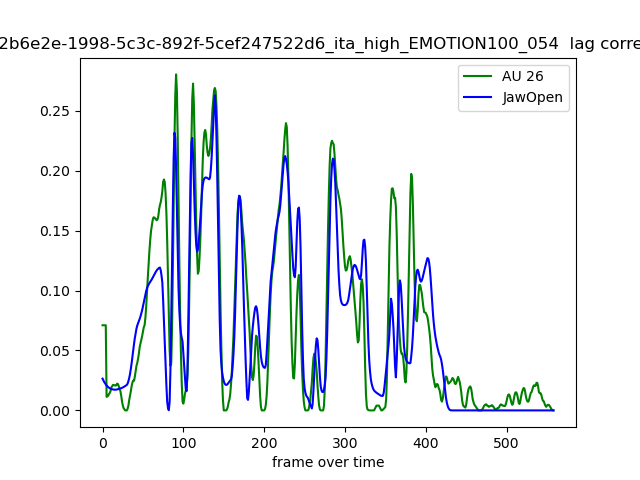 2b6e2e-1998-5c3c-892f-5cef247522d6_ita_high_EMOTION100_054  lag corre
AU 26
JawOpen
0.25
0.20
0.15
0.10
0.05
0.00
0 100 200 300 400 500
frame over time